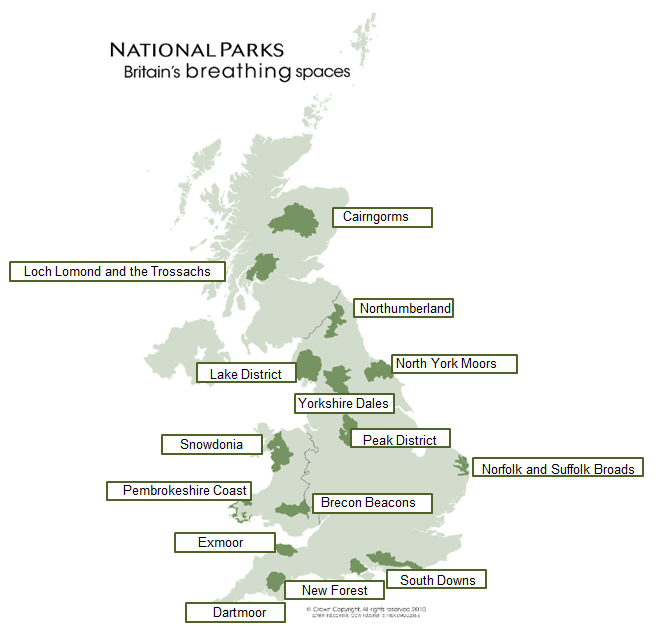 NATIONAL PARKS
Britain's breathing spaces
Cairngorms
Loch Lomond and the Trossachs
Northumberland
North York Moors
Lake District
Yorkshire Dales
Peak District
Snowdonia
Norfolk and Suffolk Broads
Pembrokeshire Coast
Brecon Beacons
Exmoor
South Downs
New Forest
Dartmoor
© Crown Copyright. All rights reserved 2010